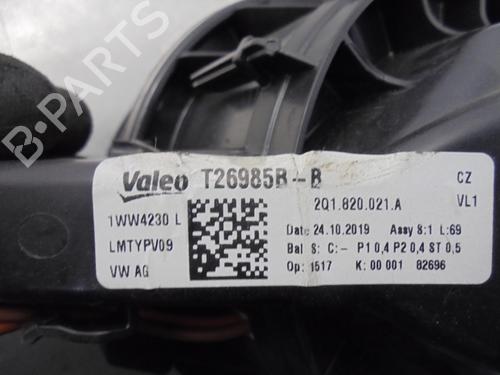 B-PARTS
Valeo T26985B-B CZ
2Q1.820.021.A VL1
1WW4230 L
Date 24.10.2019 Assy S:1 L:69
LMTYPV09
Bal S: C:- P1 0,4 P2 0,4 ST 0,5
VW AG
Op: 1517 K: 00 001 82696